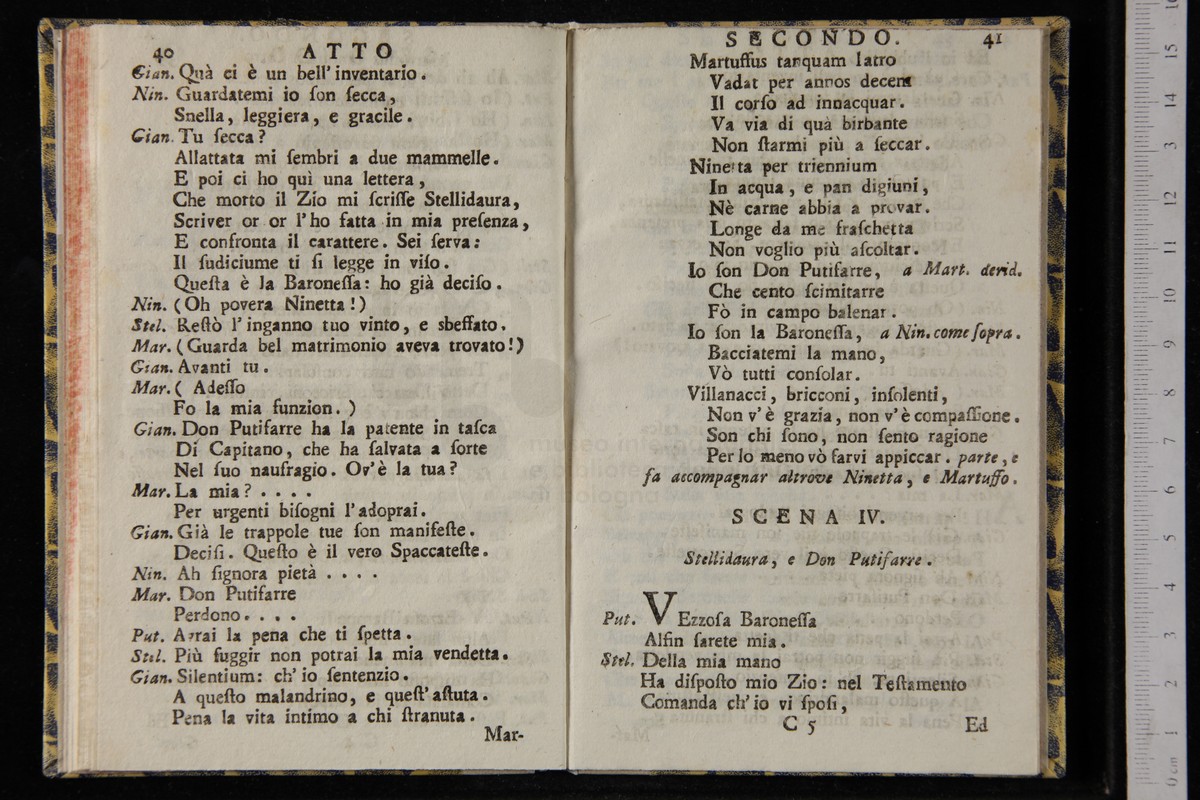 40 ATTO
Gian. Quà ci è un bell' inventario.
Nin. Guardatemi io ſon ſecca,
Snella, leggiera, e gracile.
Gian. Tu ſecca?
Allattata mi ſembri a due mammelle.
E poi ci ho quì una lettera,
Che morto il Zio mi ſcriſſe Stellidaura,
Scriver or or l'ho fatta in mia preſenza,
E confronta il carattere. Sei ſerva:
Il ſudiciume ti ſi legge in viſo.
Queſta è la Baroneſſa: ho già deciſo.
Nin. (Oh povera Ninetta!)
Stel. Reſtò l'inganno tuo vinto, e sbeffato.
Mar. (Guarda bel matrimonio aveva trovato!)
Gian. Avanti tu.
Mar. ( Adeſſo
Fo la mia funzion. )
Gian. Don Putifarre ha la patente in taſca
Di Capitano, che ha ſalvata a ſorte
Nel ſuo naufragio. Ov'è la tua?
Mar. La mia? . . . .
Per urgenti biſogni l'adoprai.
Gian. Già le trappole tue ſon manifeſte.
Deciſi. Queſto è il vero Spaccateſte.
Nin. Ah ſignora pietà . . . .
Mar. Don Putifarre
Perdono. . . .
Put. Avrai la pena che ti ſpetta.
Stel. Più fuggir non potrai la mia vendetta.
Gian. Silentium: ch'io ſentenzio.
A queſto malandrino, e queſt'aſtuta.
Pena la vita intimo a chi ſtranuta.
Mar-
SECONDO. 41
Martuffus tanquam latro
Vadat per annos decem
Il corſo ad innacquar.
Va via di qua birbante
Non ſtarmi più a ſeccar.
Ninetta per triennium
In acqua, e pan digiuni,
Nè carne abbia a provar.
Longe da me fraſchetta
Non voglio più aſcoltar.
Io ſon Don Putifarre, a Mart. derid.
Che cento ſcimitarre
Fò in campo balenar.
Io ſon la Baroneſſa, a Nin. come ſopra.
Bacciatemi la mano,
Vò tutti conſolar.
Villanacci, bricconi, inſolenti,
Non v'è grazia, non v'è compaſſione.
Son chi ſono, non ſento ragione
Per lo meno vò farvi appiccar. parte, e
fa accompagnar altrove Ninetta, e Martuffo.
SCENA IV.
Stellidaura, e Don Putifarre.
Put. VEzzoſa Baroneſſa
Alfin ſarete mia.
Stel. Della mia mano
Ha diſpoſto mio Zio: nel Teſtamento
Comanda ch'io vi ſpoſi,
C 5 Ed